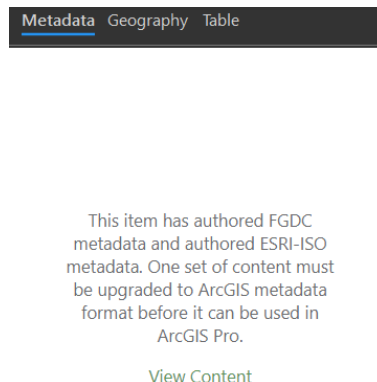 Metadata Geography Table
This item has authored FGDC
metadata and authored ESRI-ISO
metadata. One set of content must
be upgraded to ArcGIS metadata
format before it can be used in
ArcGIS Pro.
View Content